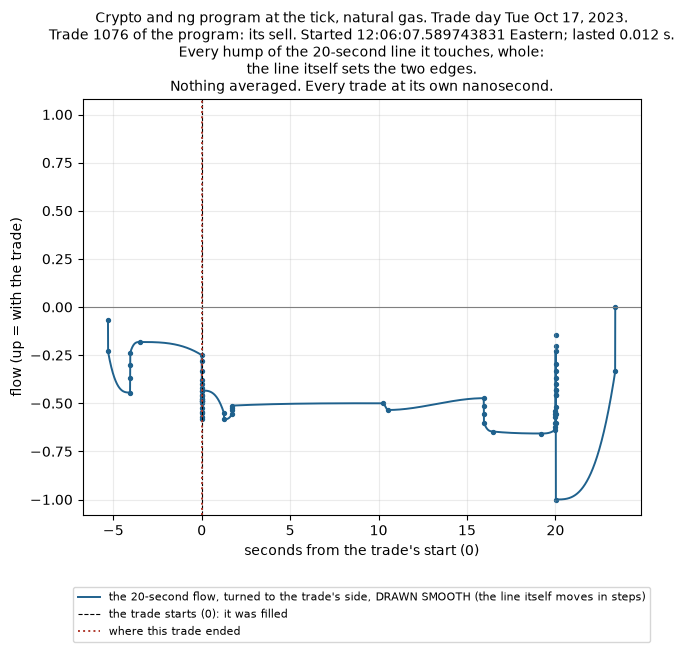 Crypto and ng program at the tick, natural gas. Trade day Tue Oct 17, 2023.
Trade 1076 of the program: its sell. Started 12:06:07.589743831 Eastern; lasted 0.012 s.
Every hump of the 20-second line it touches, whole:
the line itself sets the two edges.
Nothing averaged. Every trade at its own nanosecond.
1.00
0.75
0.50
0.25
0.00
−0.25
−0.50
−0.75
−1.00
flow (up = with the trade)
−5
0
5
10
15
20
seconds from the trade's start (0)
the 20-second flow, turned to the trade's side, DRAWN SMOOTH (the line itself moves in steps)
the trade starts (0): it was filled
where this trade ended